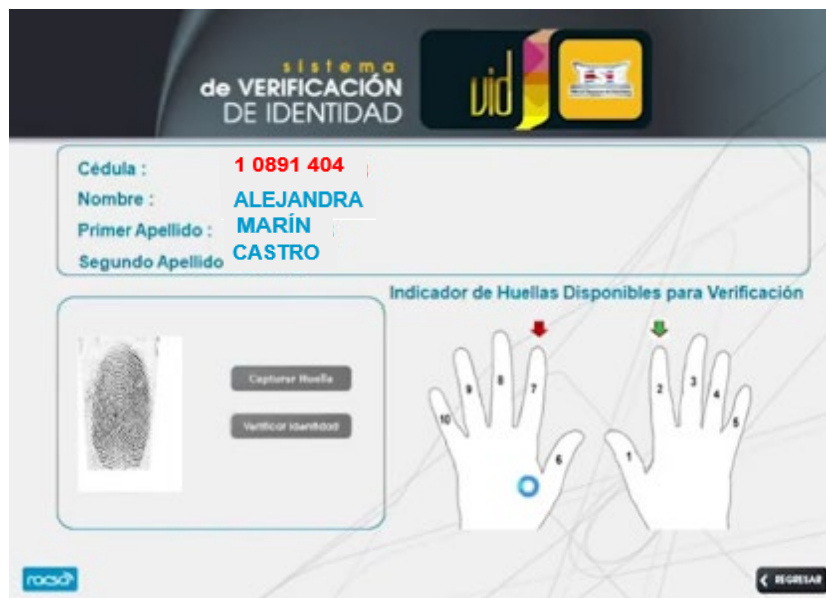 sistema
de VERIFICACIÓN
DE IDENTIDAD
vid
Cédula : 1 0891 404
Nombre : ALEJANDRA
Primer Apellido : MARÍN
Segundo Apellido CASTRO
Indicador de Huellas Disponibles para Verificación
Capturar Huella
Verificar Identidad
10 9 8 7 6
1 2 3 4 5
racsa
REGRESAR